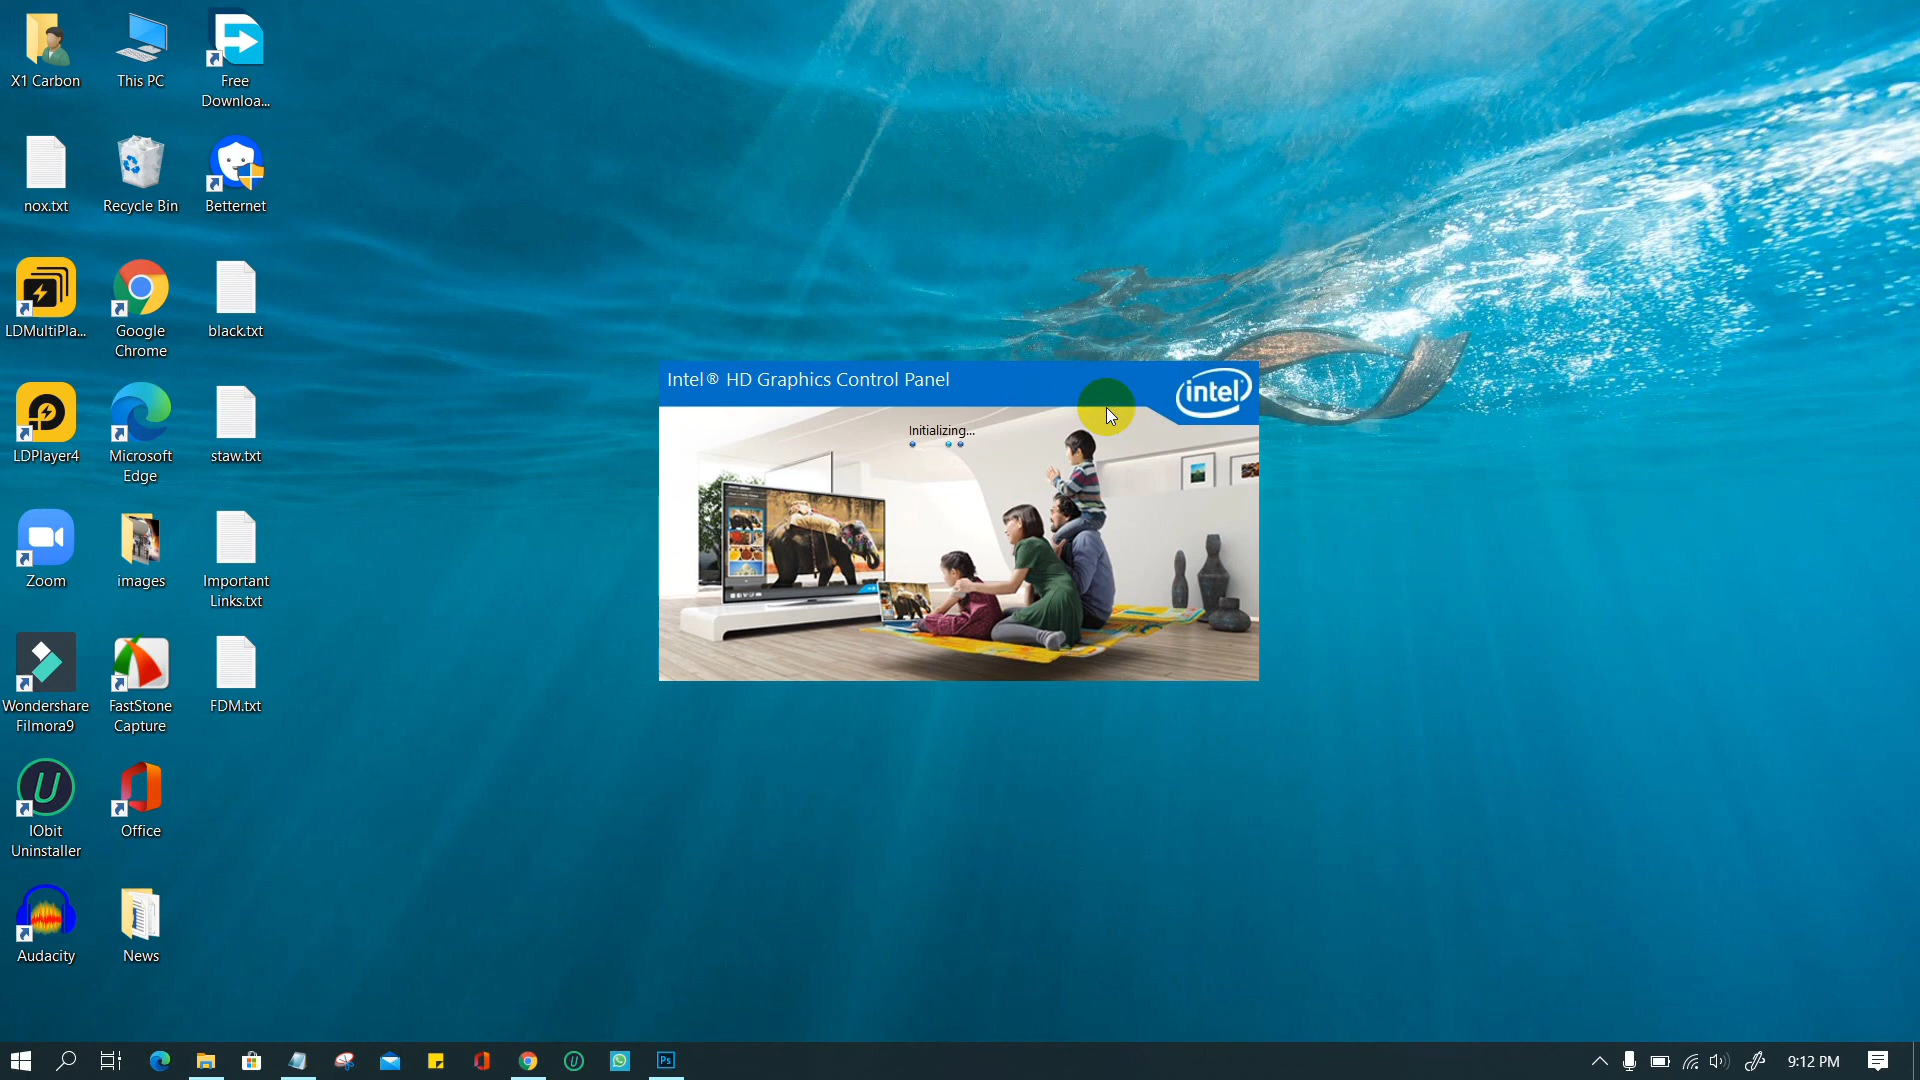 X1 Carbon
This PC
Free
Downloa...
nox.txt
Recycle Bin
Betternet
LDMultiPla...
Google
Chrome
black.txt
LDPlayer4
Microsoft
Edge
staw.txt
Zoom
images
Important
Links.txt
Wondershare
Filmora9
FastStone
Capture
FDM.txt
IObit
Uninstaller
Office
Audacity
News
Intel® HD Graphics Control Panel
intel
Initializing...
Ps
9:12 PM